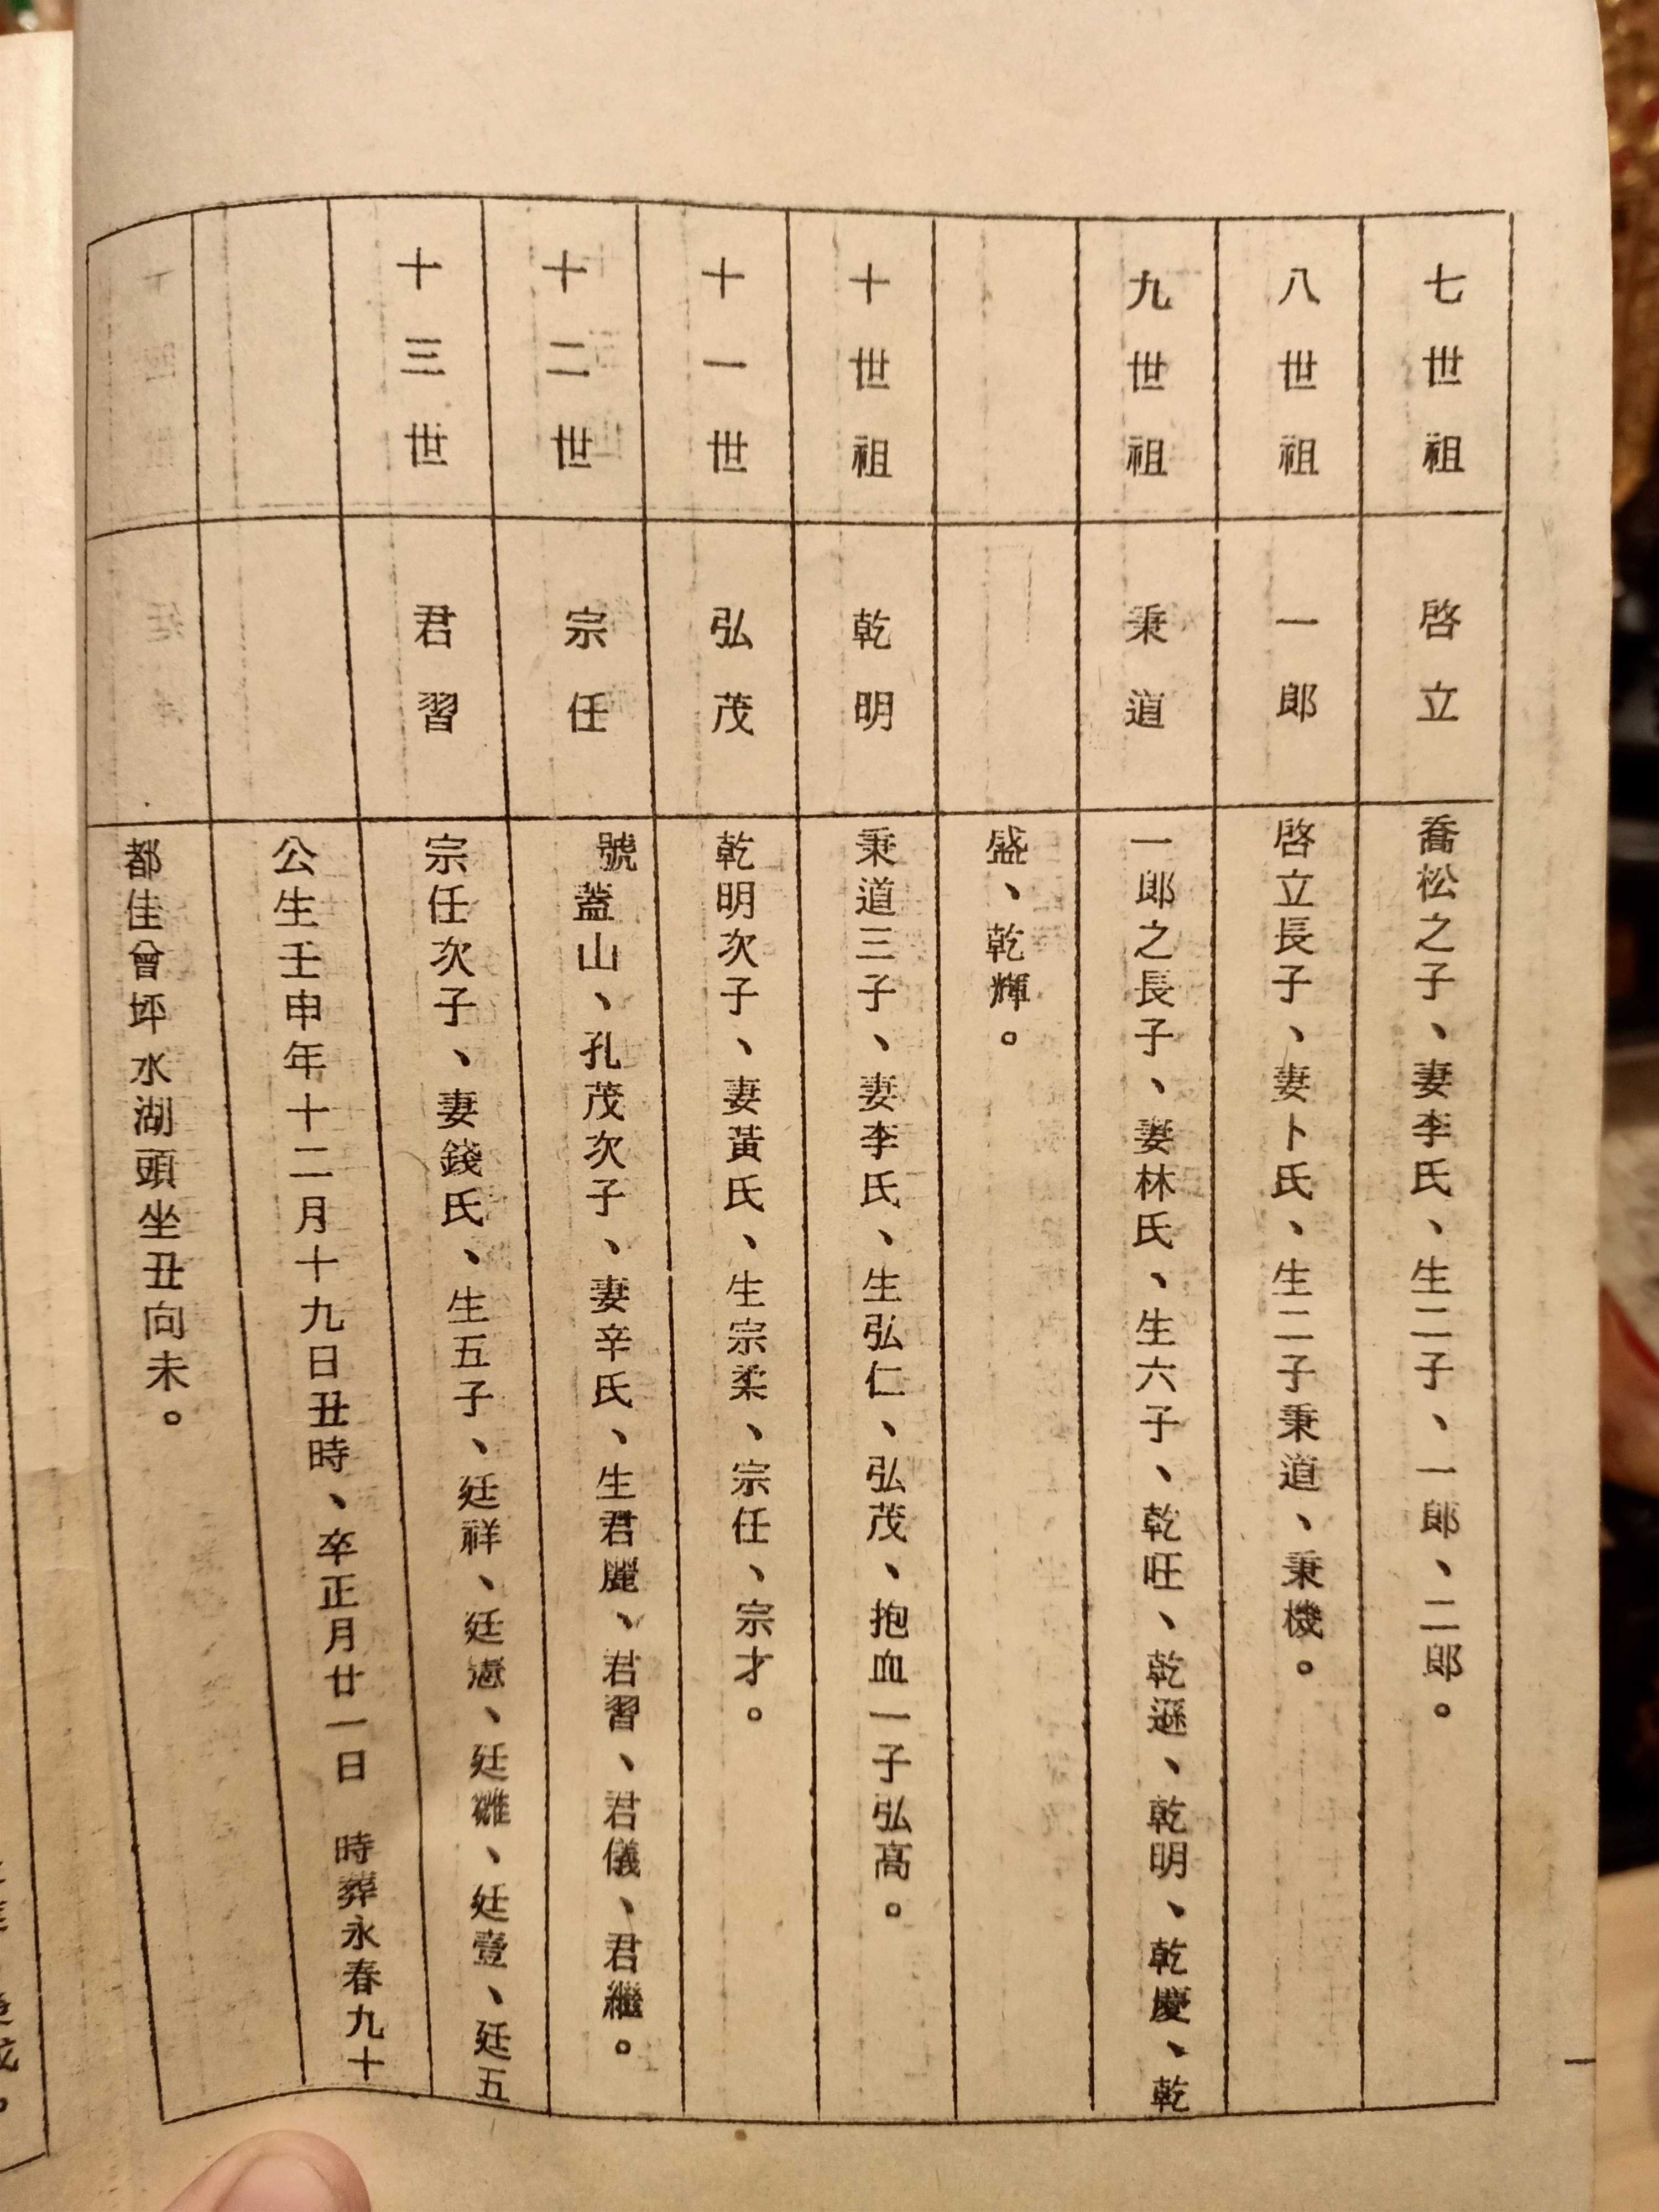 七世祖 啓立 喬松之子、妻李氏、生二子、一郎、二郎。
八世祖 一郎 啓立長子、妻卜氏、生二子秉道、秉機。
九世祖 秉道 一郎之長子、妻林氏、生六子、乾旺、乾遜、乾明、乾慶、乾
盛、乾輝。
十世祖 乾明 秉道三子、妻李氏、生弘仁、弘茂、抱血一子弘高。
十一世 弘茂 乾明次子、妻黃氏、生宗柔、宗任、宗才。
十二世 宗任 號蓋山、孔茂次子、妻辛氏、生君麗、君習、君儀、君繼。
十三世 君習 宗任次子、妻錢氏、生五子、廷祥、廷、廷雛、廷壹、廷五
公生壬申年十二月十九日丑時、卒正月廿一日 時葬永春九十
都佳曾坪水湖頭坐丑向未。
一